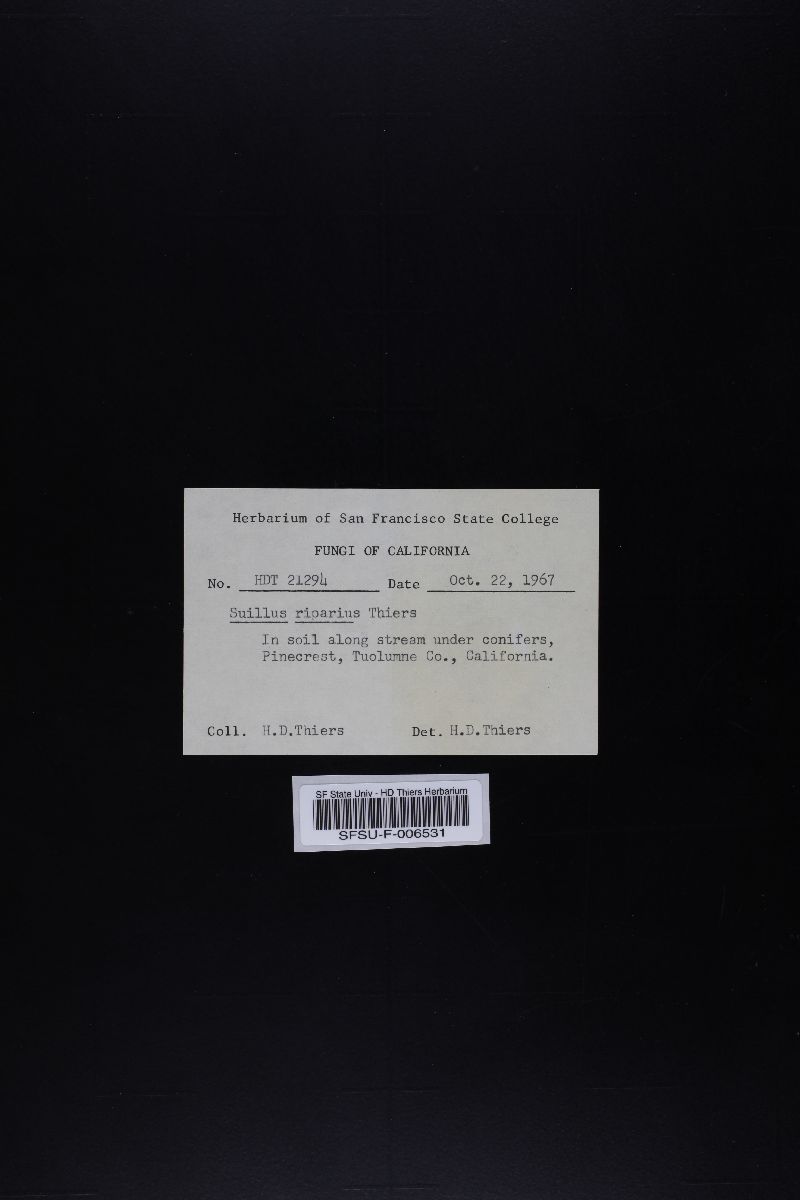 Herbarium of San Francisco State College
FUNGI OF CALIFORNIA
No. HDT 21294 Date Oct. 22, 1967
Suillus riparius Thiers
In soil along stream under conifers,
Pinecrest, Tuolumne Co., California.
Coll. H.D.Thiers Det. H.D.Thiers
SF State Univ - HD Thiers Herbarium
SFSU-F-006531